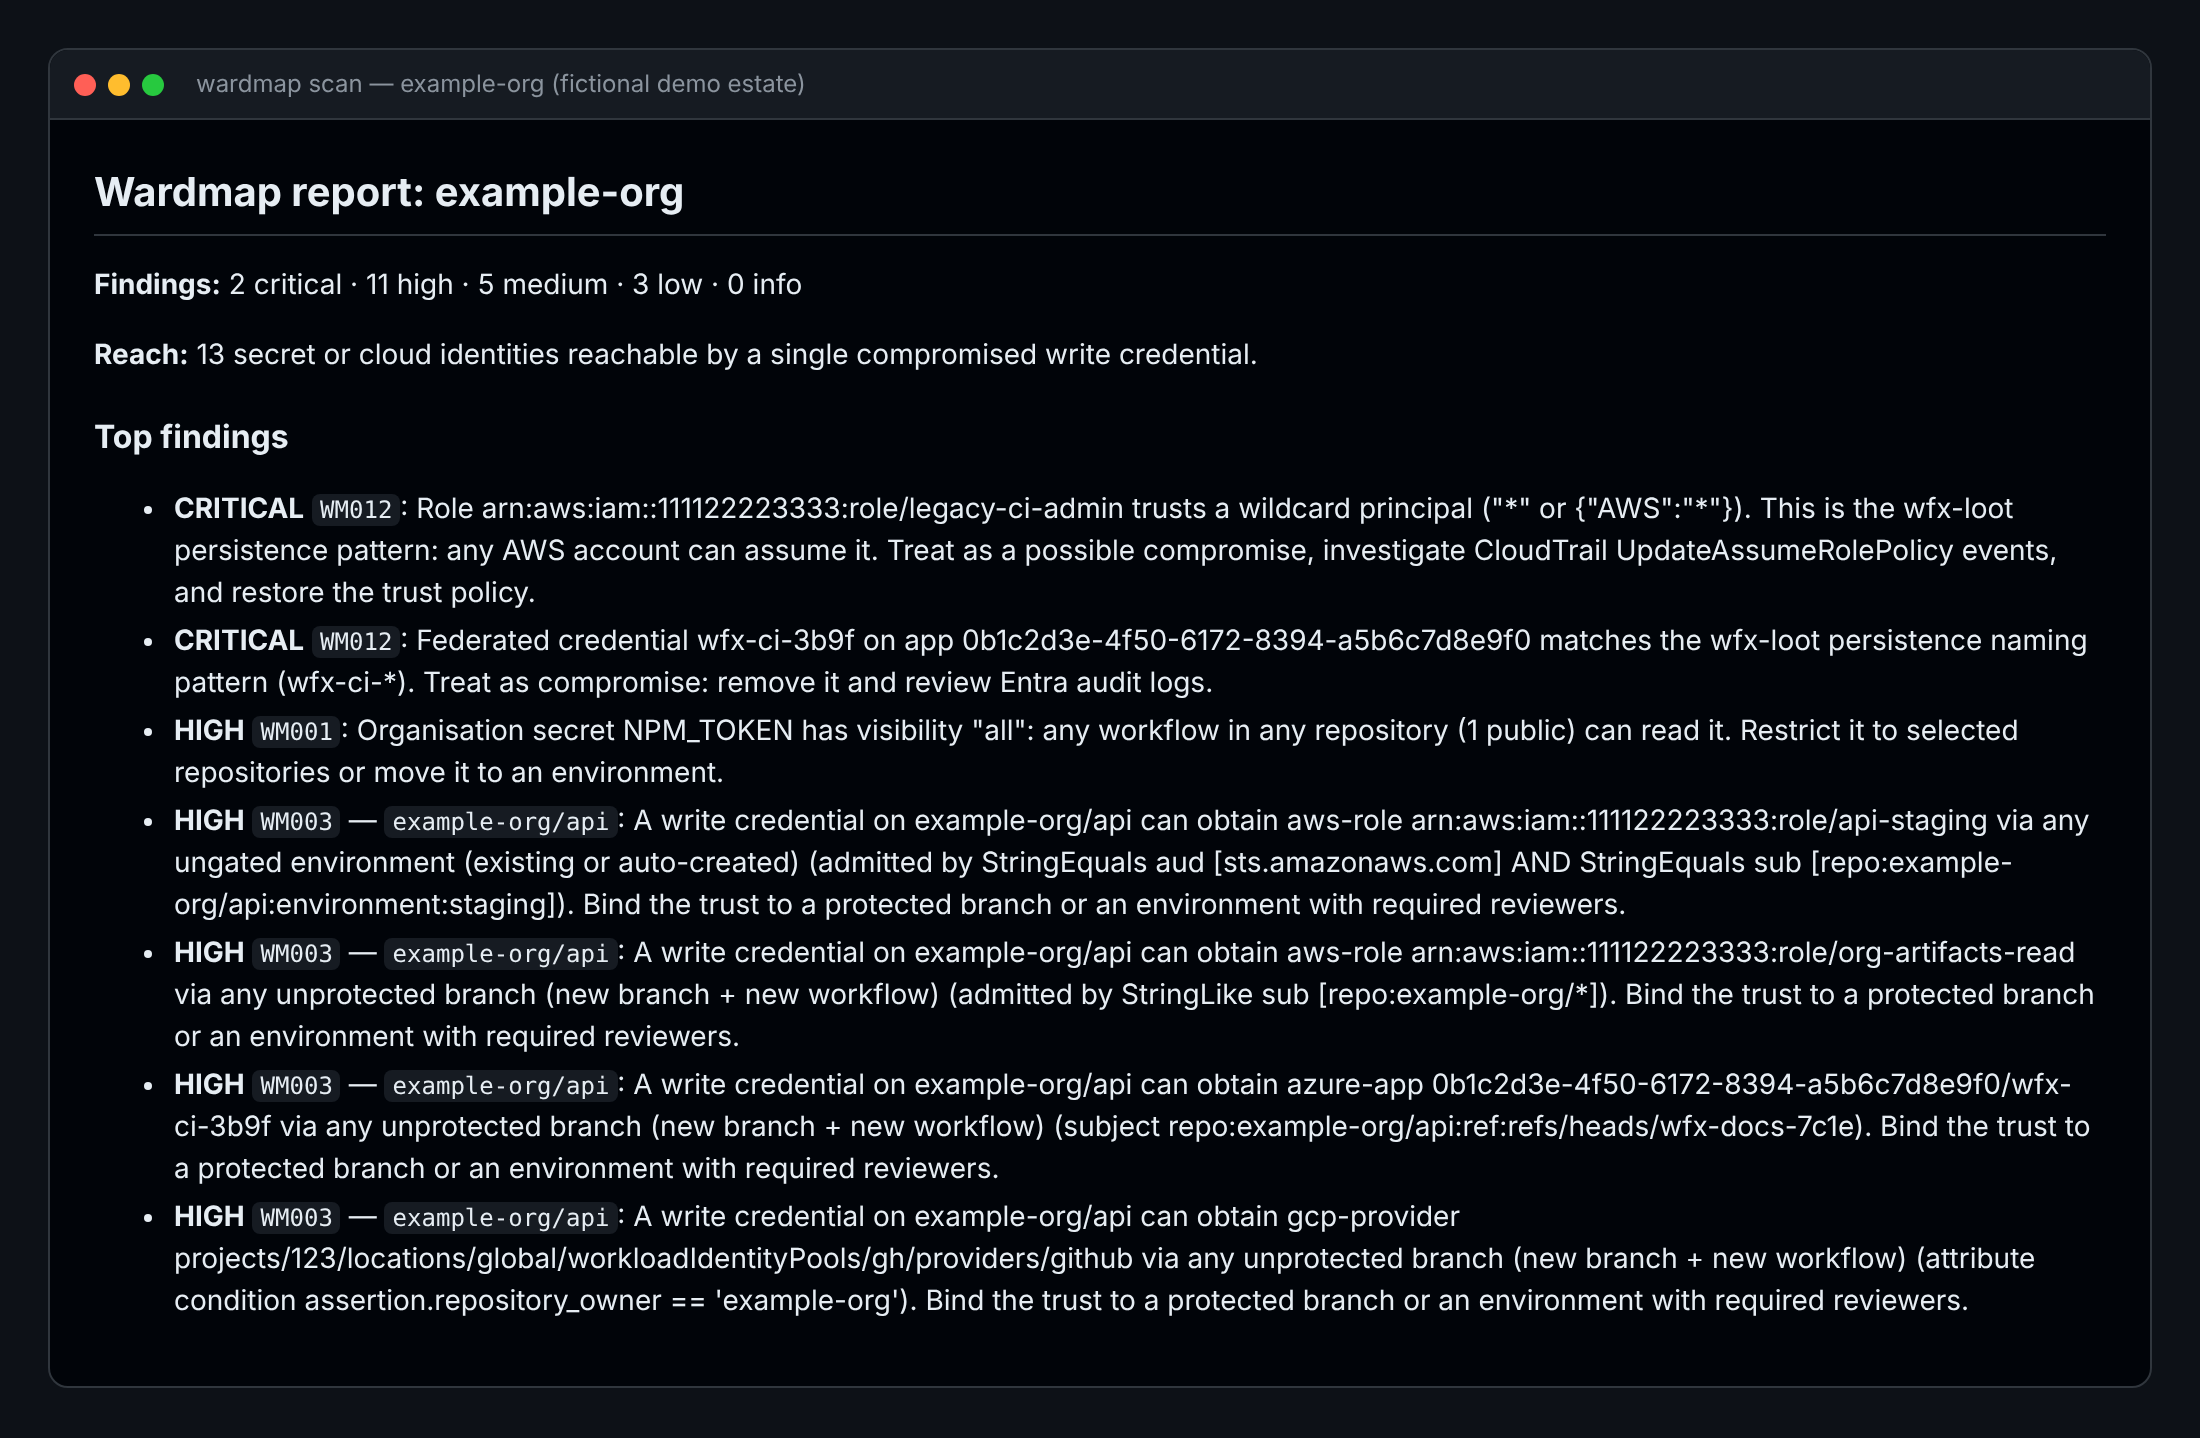 wardmap scan — example-org (fictional demo estate)
Wardmap report: example-org
Findings: 2 critical · 11 high · 5 medium · 3 low · 0 info
Reach: 13 secret or cloud identities reachable by a single compromised write credential.
Top findings
• CRITICAL WM012: Role arn:aws:iam::111122223333:role/legacy-ci-admin trusts a wildcard principal ("*" or {"AWS":"*"}). This is the wfx-loot
persistence pattern: any AWS account can assume it. Treat as a possible compromise, investigate CloudTrail UpdateAssumeRolePolicy events,
and restore the trust policy.
• CRITICAL WM012: Federated credential wfx-ci-3b9f on app 0b1c2d3e-4f50-6172-8394-a5b6c7d8e9f0 matches the wfx-loot persistence naming
pattern (wfx-ci-*). Treat as compromise: remove it and review Entra audit logs.
• HIGH WM001: Organisation secret NPM_TOKEN has visibility "all": any workflow in any repository (1 public) can read it. Restrict it to selected
repositories or move it to an environment.
• HIGH WM003 — example-org/api: A write credential on example-org/api can obtain aws-role arn:aws:iam::111122223333:role/api-staging via any
ungated environment (existing or auto-created) (admitted by StringEquals aud [sts.amazonaws.com] AND StringEquals sub [repo:example-
org/api:environment:staging]). Bind the trust to a protected branch or an environment with required reviewers.
• HIGH WM003 — example-org/api: A write credential on example-org/api can obtain aws-role arn:aws:iam::111122223333:role/org-artifacts-read
via any unprotected branch (new branch + new workflow) (admitted by StringLike sub [repo:example-org/*]). Bind the trust to a protected branch
or an environment with required reviewers.
• HIGH WM003 — example-org/api: A write credential on example-org/api can obtain azure-app 0b1c2d3e-4f50-6172-8394-a5b6c7d8e9f0/wfx-
ci-3b9f via any unprotected branch (new branch + new workflow) (subject repo:example-org/api:ref:refs/heads/wfx-docs-7c1e). Bind the trust to
a protected branch or an environment with required reviewers.
• HIGH WM003 — example-org/api: A write credential on example-org/api can obtain gcp-provider
projects/123/locations/global/workloadIdentityPools/gh/providers/github via any unprotected branch (new branch + new workflow) (attribute
condition assertion.repository_owner == 'example-org'). Bind the trust to a protected branch or an environment with required reviewers.